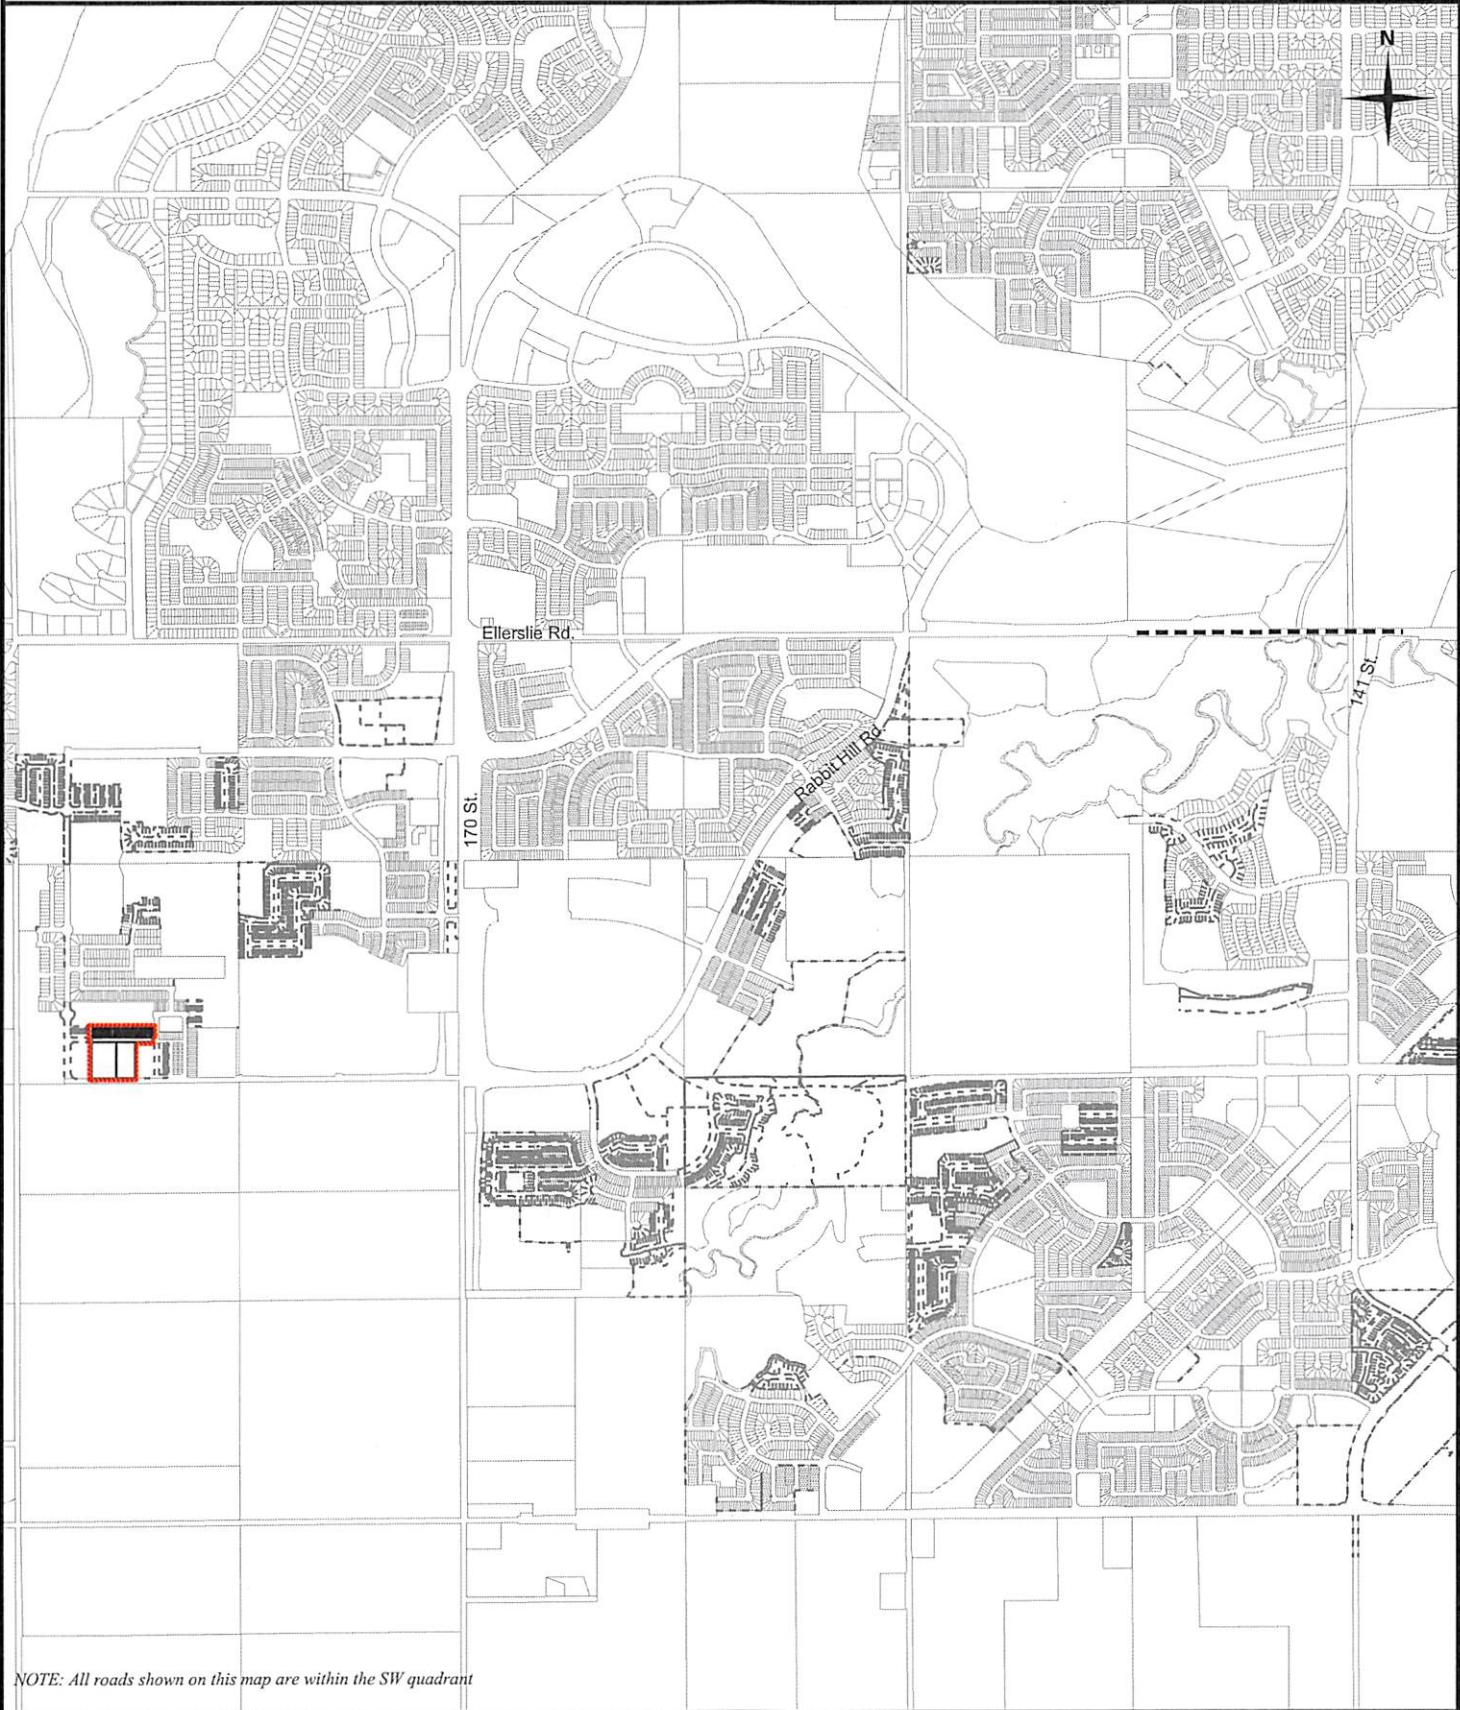 N
Ellerslie Rd.
141 St.
Rabbit Hill Rd.
170 St.
NOTE: All roads shown on this map are within the SW quadrant